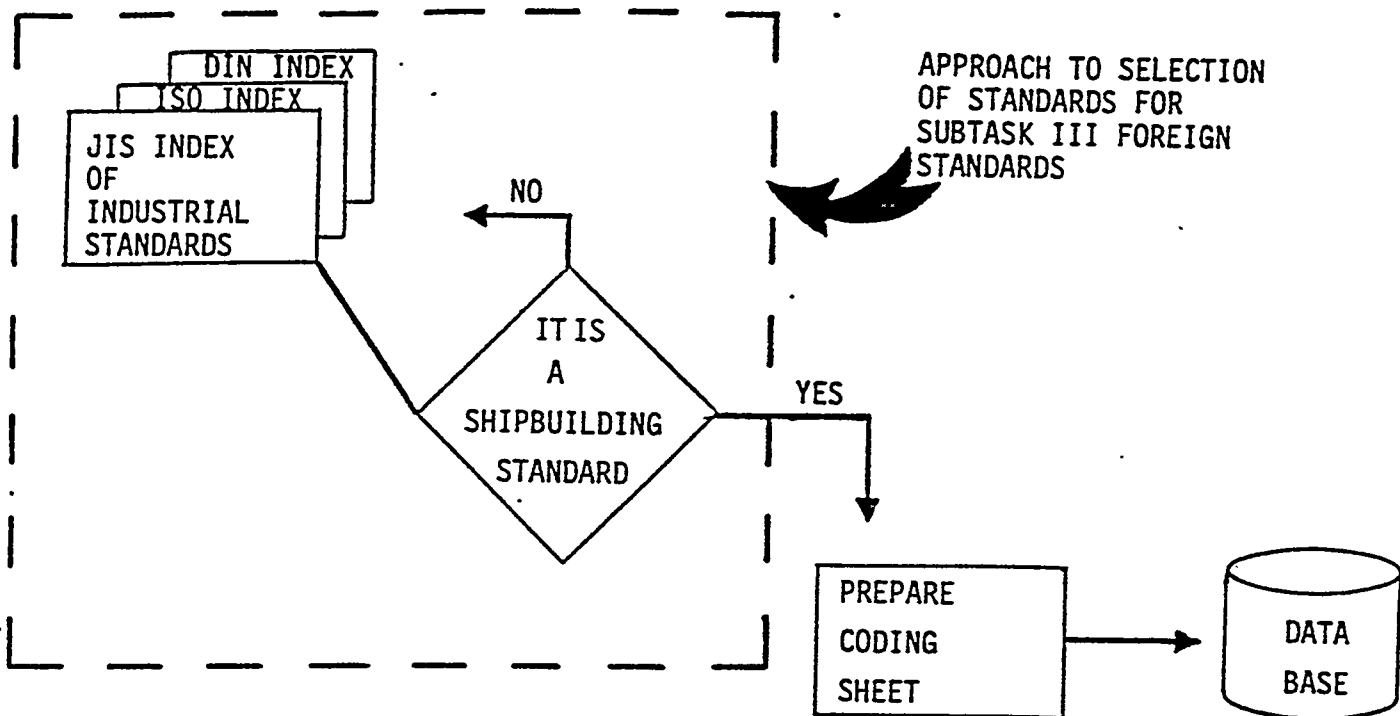 DIN INDEX
ISO INDEX
JIS INDEX
OF
INDUSTRIAL
STANDARDS
APPROACH TO SELECTION
OF STANDARDS FOR
SUBTASK III FOREIGN
STANDARDS
NO
IT IS
A
SHIPBUILDING
STANDARD
YES
PREPARE
CODING
SHEET
DATA
BASE